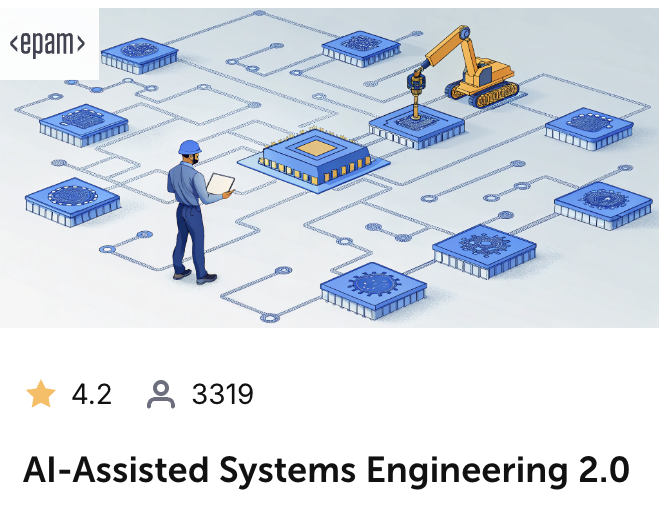 <epam>
4.2 3319
AI-Assisted Systems Engineering 2.0